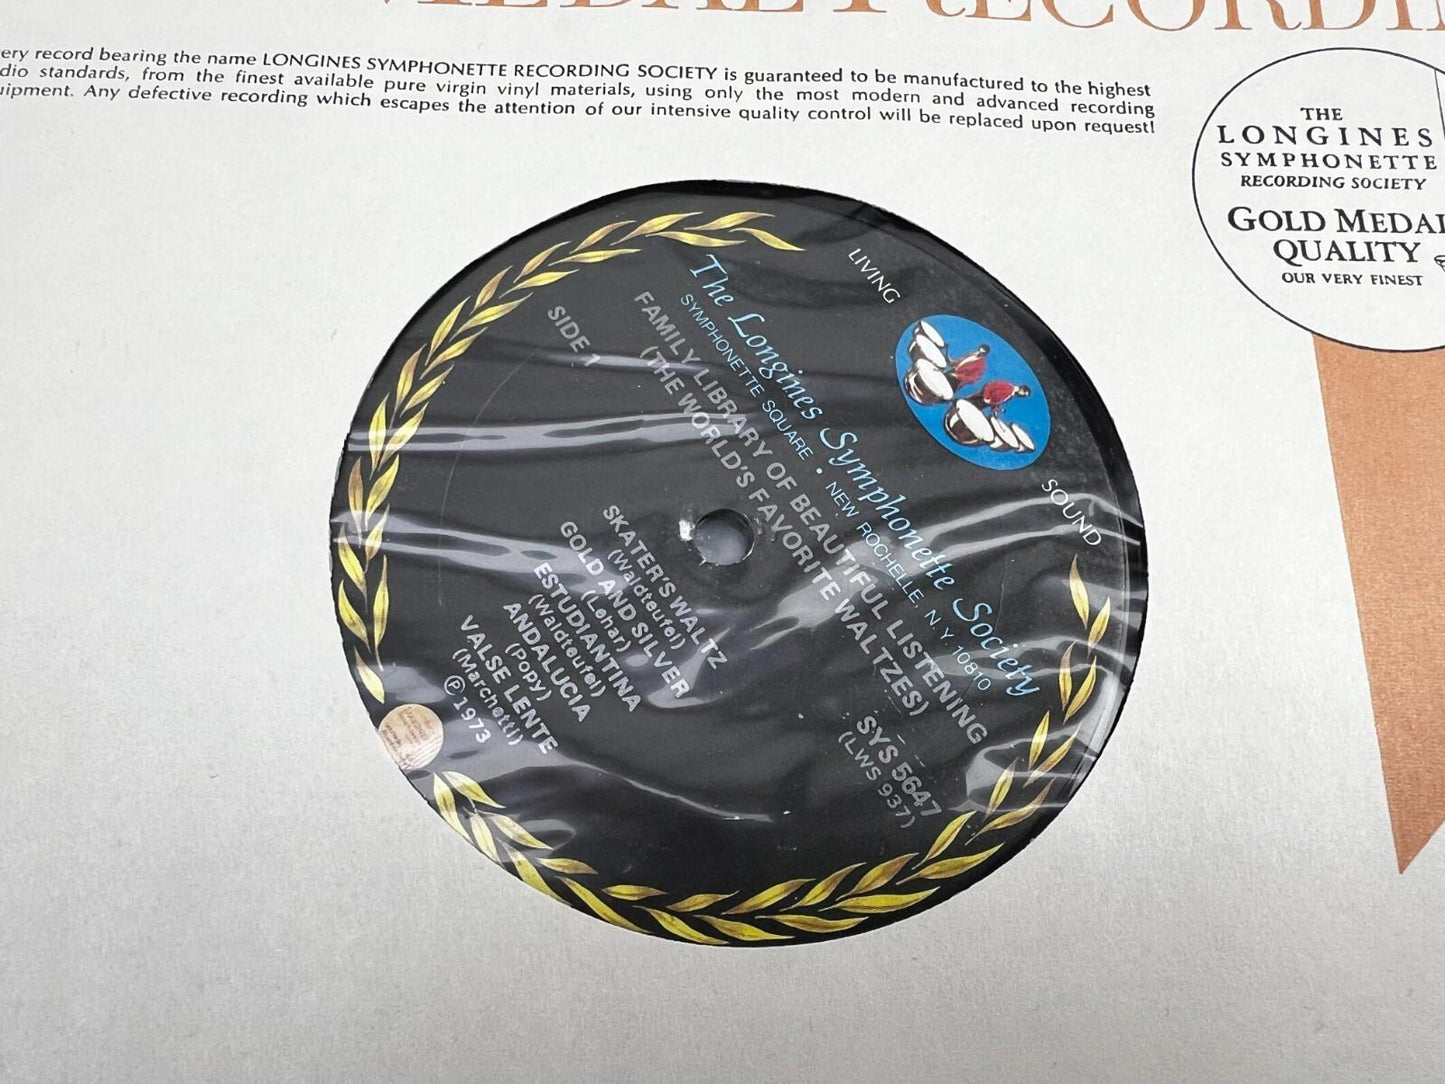 MEDAL RECORDI
ery record bearing the name LONGINES SYMPHONETTE RECORDING SOCIETY is guaranteed to be manufactured to the highest
dio standards, from the finest available pure virgin vinyl materials, using only the most modern and advanced recording
uipment. Any defective recording which escapes the attention of our intensive quality control will be replaced upon request!
THE
LONGINES
SYMPHONETTE
RECORDING SOCIETY
GOLD MEDAL
QUALITY
OUR VERY FINEST
LIVING
SOUND
The Longines Symphonette Society
SYMPHONETTE SQUARE • NEW ROCHELLE, N.Y. 10810
FAMILY LIBRARY OF BEAUTIFUL LISTENING
(THE WORLD'S FAVORITE WALTZES)
SIDE 1
SYS 5647
(LWS 937)
SKATER'S WALTZ
(Waldteufel)
GOLD AND SILVER
(Lehar)
ESTUDIANTINA
(Waldteufel)
ANDALUCIA
(Popy)
VALSE LENTE
(Marchetti)
℗ 1973